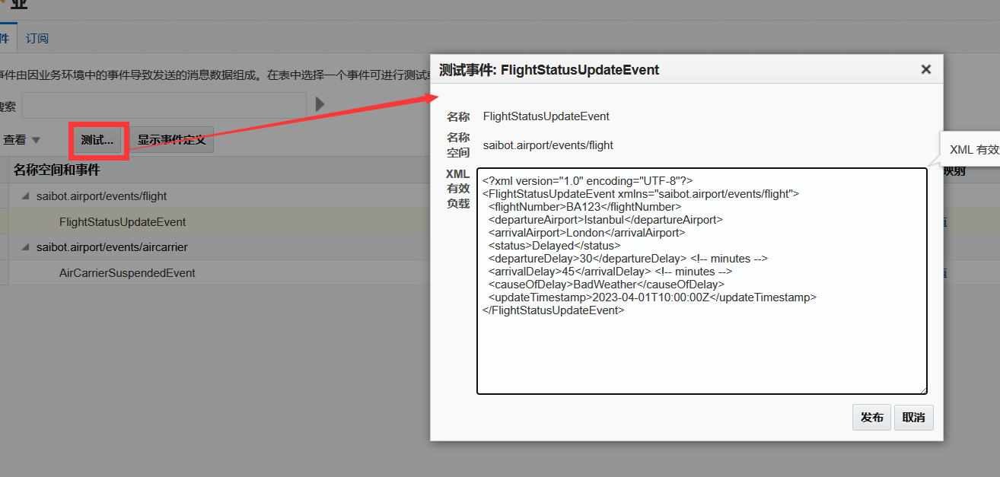 业
件 订阅
事件由因业务环境中的事件导致发送的消息数据组成。在表中选择一个事件可进行测试
搜索
查看 测试... 显示事件定义
名称空间和事件
saibot.airport/events/flight
FlightStatusUpdateEvent
saibot.airport/events/aircarrier
AirCarrierSuspendedEvent
测试事件: FlightStatusUpdateEvent
名称 FlightStatusUpdateEvent
名称
空间 saibot.airport/events/flight
XML
有效
负载
<?xml version="1.0" encoding="UTF-8"?>
<FlightStatusUpdateEvent xmlns="saibot.airport/events/flight">
<flightNumber>BA123</flightNumber>
<departureAirport>Istanbul</departureAirport>
<arrivalAirport>London</arrivalAirport>
<status>Delayed</status>
<departureDelay>30</departureDelay> <!-- minutes -->
<arrivalDelay>45</arrivalDelay> <!-- minutes -->
<causeOfDelay>BadWeather</causeOfDelay>
<updateTimestamp>2023-04-01T10:00:00Z</updateTimestamp>
</FlightStatusUpdateEvent>
发布 取消
XML 有效
映射
值
值